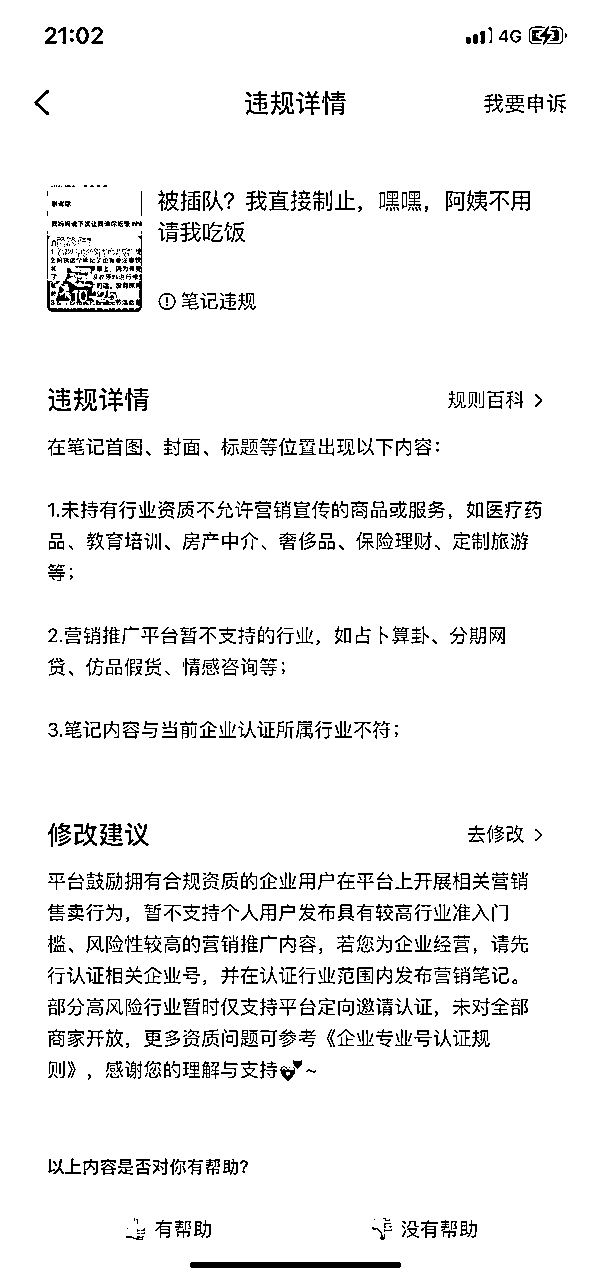 21:02
4G
违规详情
我要申诉
被插队？我直接制止，嘿嘿，阿姨不用
请我吃饭
笔记违规
违规详情
规则百科
在笔记首图、封面、标题等位置出现以下内容：
1.未持有行业资质不允许营销宣传的商品或服务，如医疗药
品、教育培训、房产中介、奢侈品、保险理财、定制旅游
等；
2.营销推广平台暂不支持的行业，如占卜算卦、分期网
贷、仿品假货、情感咨询等；
3.笔记内容与当前企业认证所属行业不符；
修改建议
去修改
平台鼓励拥有合规资质的企业用户在平台上开展相关营销
售卖行为，暂不支持个人用户发布具有较高行业准入门
槛、风险性较高的营销推广内容，若您为企业经营，请先
行认证相关企业号，并在认证行业范围内发布营销笔记。
部分高风险行业暂时仅支持平台定向邀请认证，未对全部
商家开放，更多资质问题可参考《企业专业号认证规
则》，感谢您的理解与支持💕~
以上内容是否对你有帮助?
有帮助
没有帮助